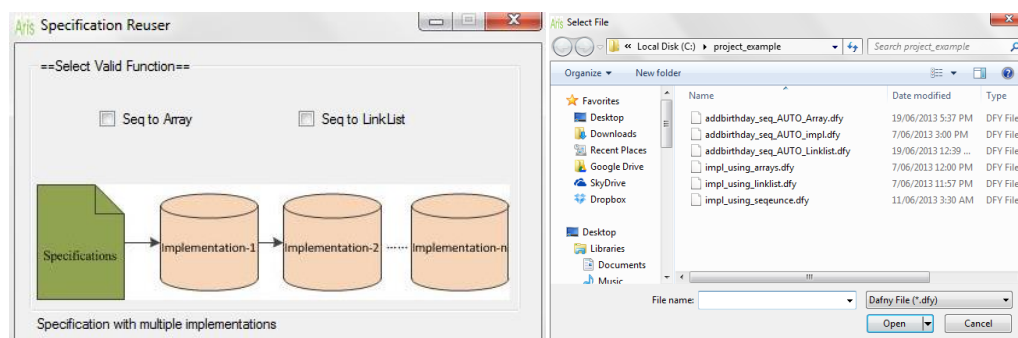 Aris Specification Reuser
==Select Valid Function==
Seq to Array
Seq to LinkList
Specifications
Implementation-1
Implementation-2
......
Implementation-n
Specification with multiple implementations
Aris Select File
« Local Disk (C:) ▸ project_example
Search project_example
Organize ▼ New folder
Favorites
Desktop
Downloads
Recent Places
Google Drive
SkyDrive
Dropbox
Desktop
Libraries
Documents
Music
Name Date modified Type
addbirthday_seq_AUTO_Array.dfy 19/06/2013 5:37 PM DFY File
addbirthday_seq_AUTO_impl.dfy 7/06/2013 3:00 PM DFY File
addbirthday_seq_AUTO_Linklist.dfy 19/06/2013 12:39 ... DFY File
impl_using_arrays.dfy 7/06/2013 12:00 PM DFY File
impl_using_linklist.dfy 7/06/2013 11:57 PM DFY File
impl_using_seqeunce.dfy 11/06/2013 3:30 AM DFY File
File name:
Dafny File (*.dfy)
Open
Cancel